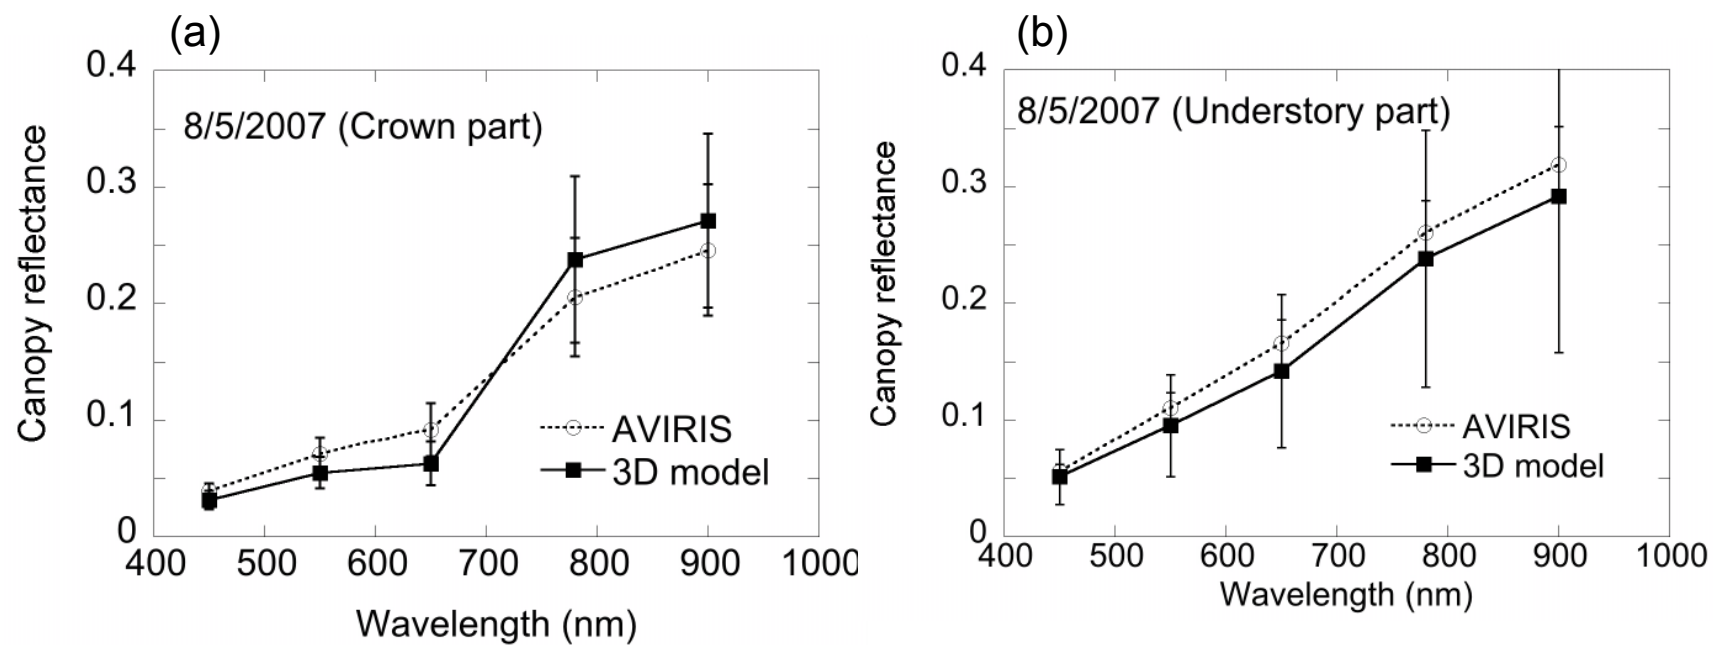 (a)
0.4
0.3
0.2
0.1
0
8/5/2007 (Crown part)
AVIRIS
3D model
400 500 600 700 800 900 1000
Wavelength (nm)
Canopy reflectance
(b)
0.4
0.3
0.2
0.1
0
8/5/2007 (Understory part)
AVIRIS
3D model
400 500 600 700 800 900 1000
Wavelength (nm)
Canopy reflectance